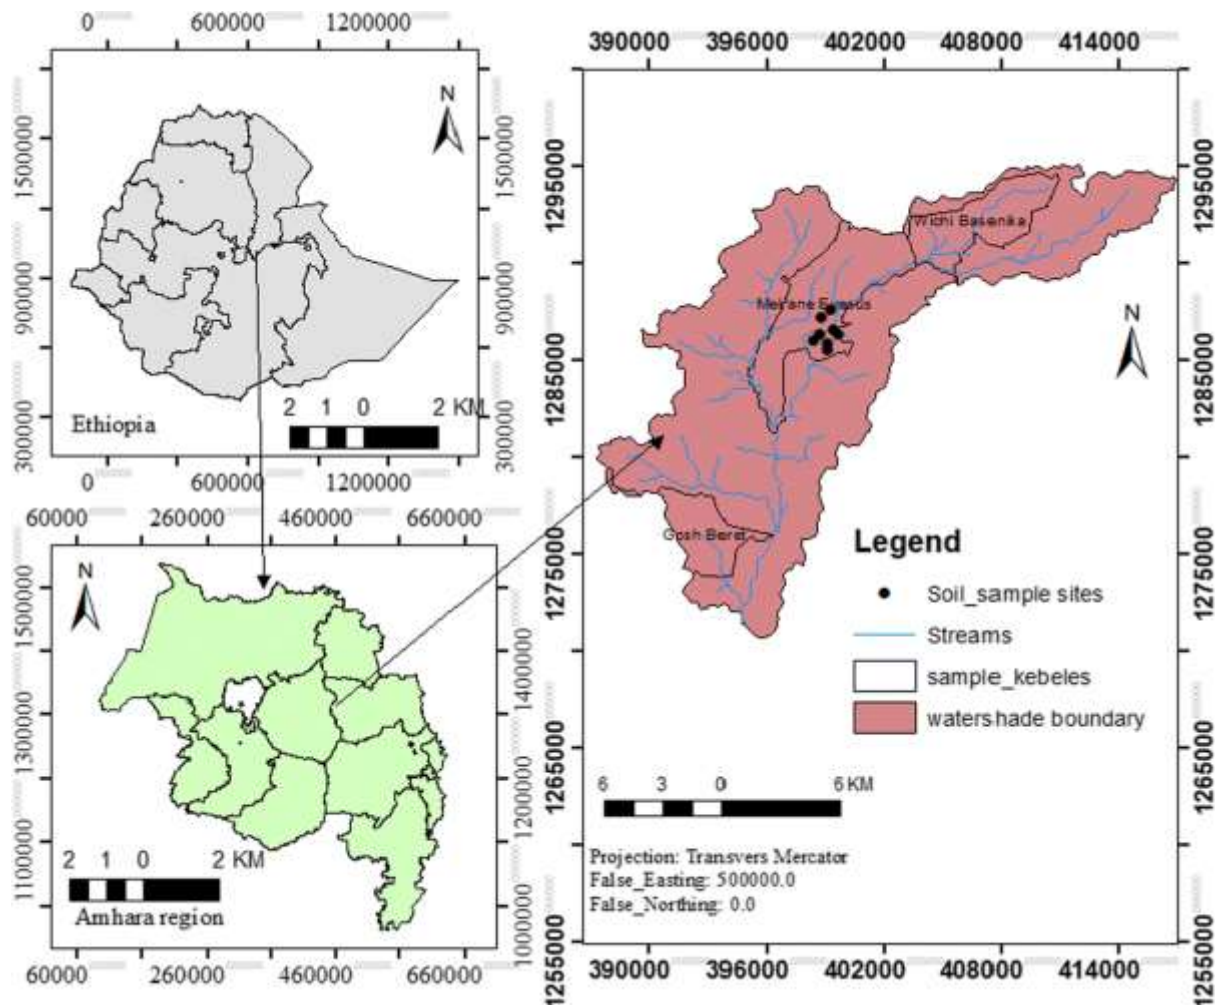 0 600000 1200000
N
1500000
900000
300000
1500000
900000
300000
2 1 0 2 KM
Ethiopia
0 600000 1200000
60000 260000 460000 660000
N
1500000
1300000
1100000
1400000
1200000
1000000
2 1 0 2 KM
Amhara region
60000 260000 460000 660000
390000 396000 402000 408000 414000
1295000
1285000
1275000
1265000
1255000
1295000
1285000
1275000
1265000
1255000
Wichi Basenka
N
Gosh Beret
Legend
Soil_sample sites
Streams
sample_kebeles
watershade boundary
6 3 0 6 KM
Projection: Transvers Mercator
False_Easting: 500000.0
False_Northing: 0.0
390000 396000 402000 408000 414000